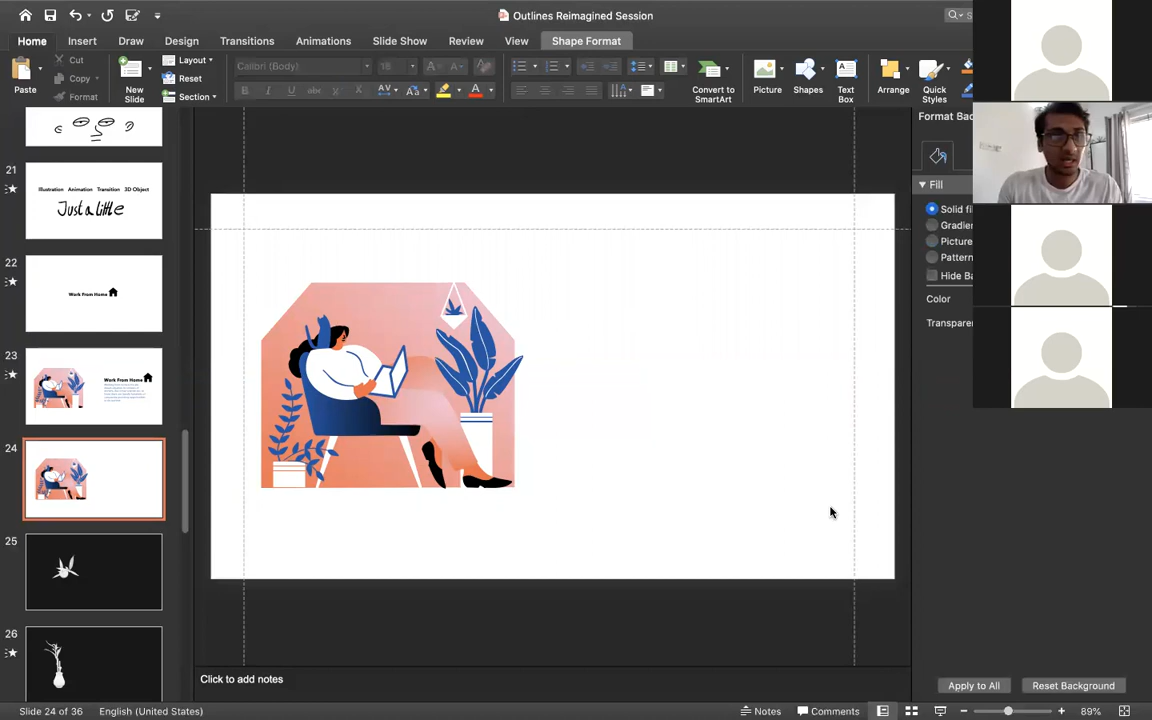 Outlines Reimagined Session
Home Insert Draw Design Transitions Animations Slide Show Review View Shape Format
Paste
Cut
Copy
Format
New
Slide
Layout
Reset
Section
Calibri (Body) 18
Convert to
SmartArt
Picture
Shapes
Text
Box
Arrange
Quick
Styles
21
Illustration Animation Transition 3D Object
Just a little
22
Work From Home
23
Work From Home
24
25
26
Format Bac
Fill
Solid fi
Gradie
Picture
Pattern
Hide Ba
Color
Transpare
Apply to All Reset Background
Click to add notes
Slide 24 of 36 English (United States) Notes Comments 89%